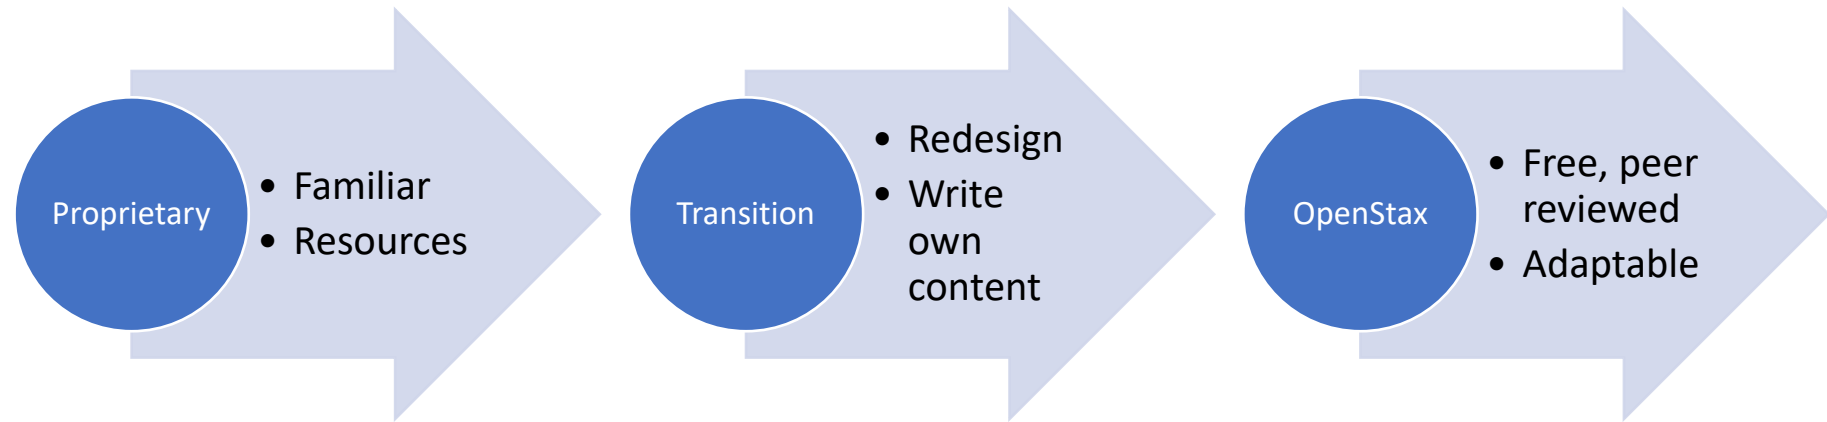 Proprietary
• Familiar
• Resources
Transition
• Redesign
• Write
own
content
OpenStax
• Free, peer
reviewed
• Adaptable